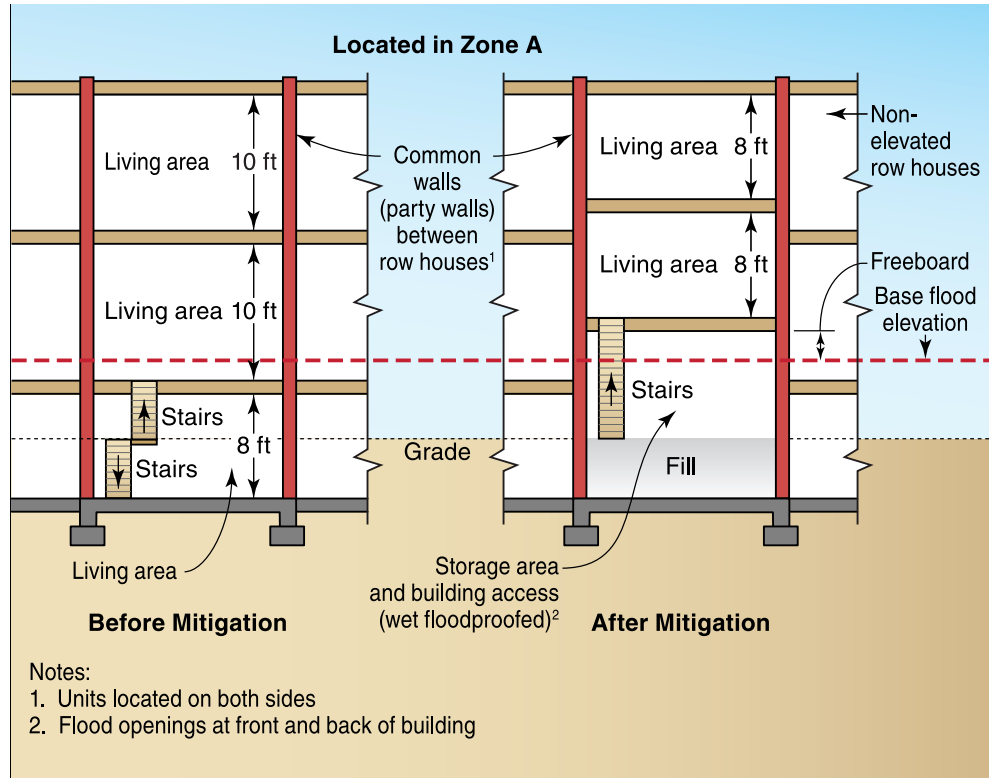 Located in Zone A
Living area 10 ft
Living area 10 ft
Stairs
8 ft
Stairs
Living area
Before Mitigation
Common
walls
(party walls)
between
row houses¹
Grade
Living area 8 ft
Living area 8 ft
Stairs
Fill
Storage area
and building access
(wet floodproofed)²
After Mitigation
Non-
elevated
row houses
Freeboard
Base flood
elevation
Notes:
1. Units located on both sides
2. Flood openings at front and back of building